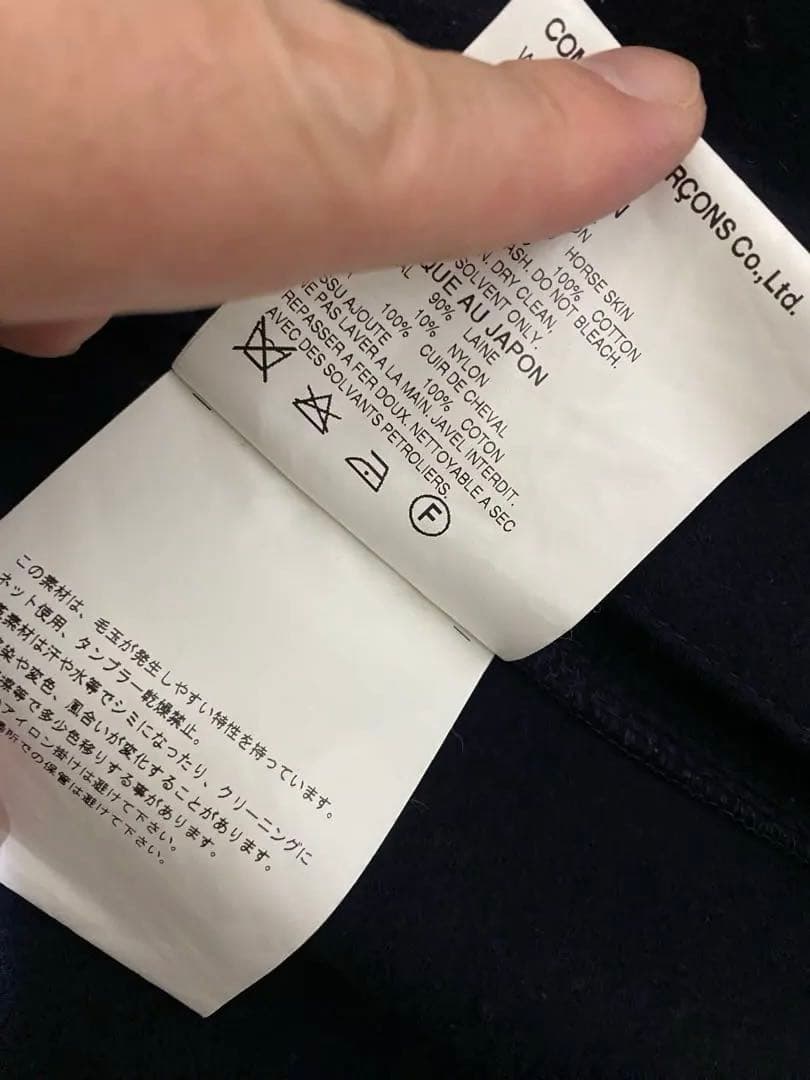 RÇONS Co.,Ltd.
HORSE SKIN
100% COTTON
ASH. DO NOT BLEACH.
DRY CLEAN,
SOLVENT ONLY.
QUE AU JAPON
90% LAINE
10% NYLON
CUIR DE CHEVAL
SSU AJOUTE 100%
100% COTON
E PAS LAVER A LA MAIN. JAVEL INTERDIT.
REPASSER A FER DOUX. NETTOYABLE A SEC
AVEC DES SOLVANTS PETROLIERS.
F
この素材は、毛玉が発生しやすい特性を持っています。
ネット使用、タンブラー乾燥禁止。
素材は汗や水等でシミになったり、クリーニングに
染や変色、風合いが変化することがあります。
等で多少色移りする事があります。
アイロン掛けは避けて下さい。
所での保管は避けて下さい。